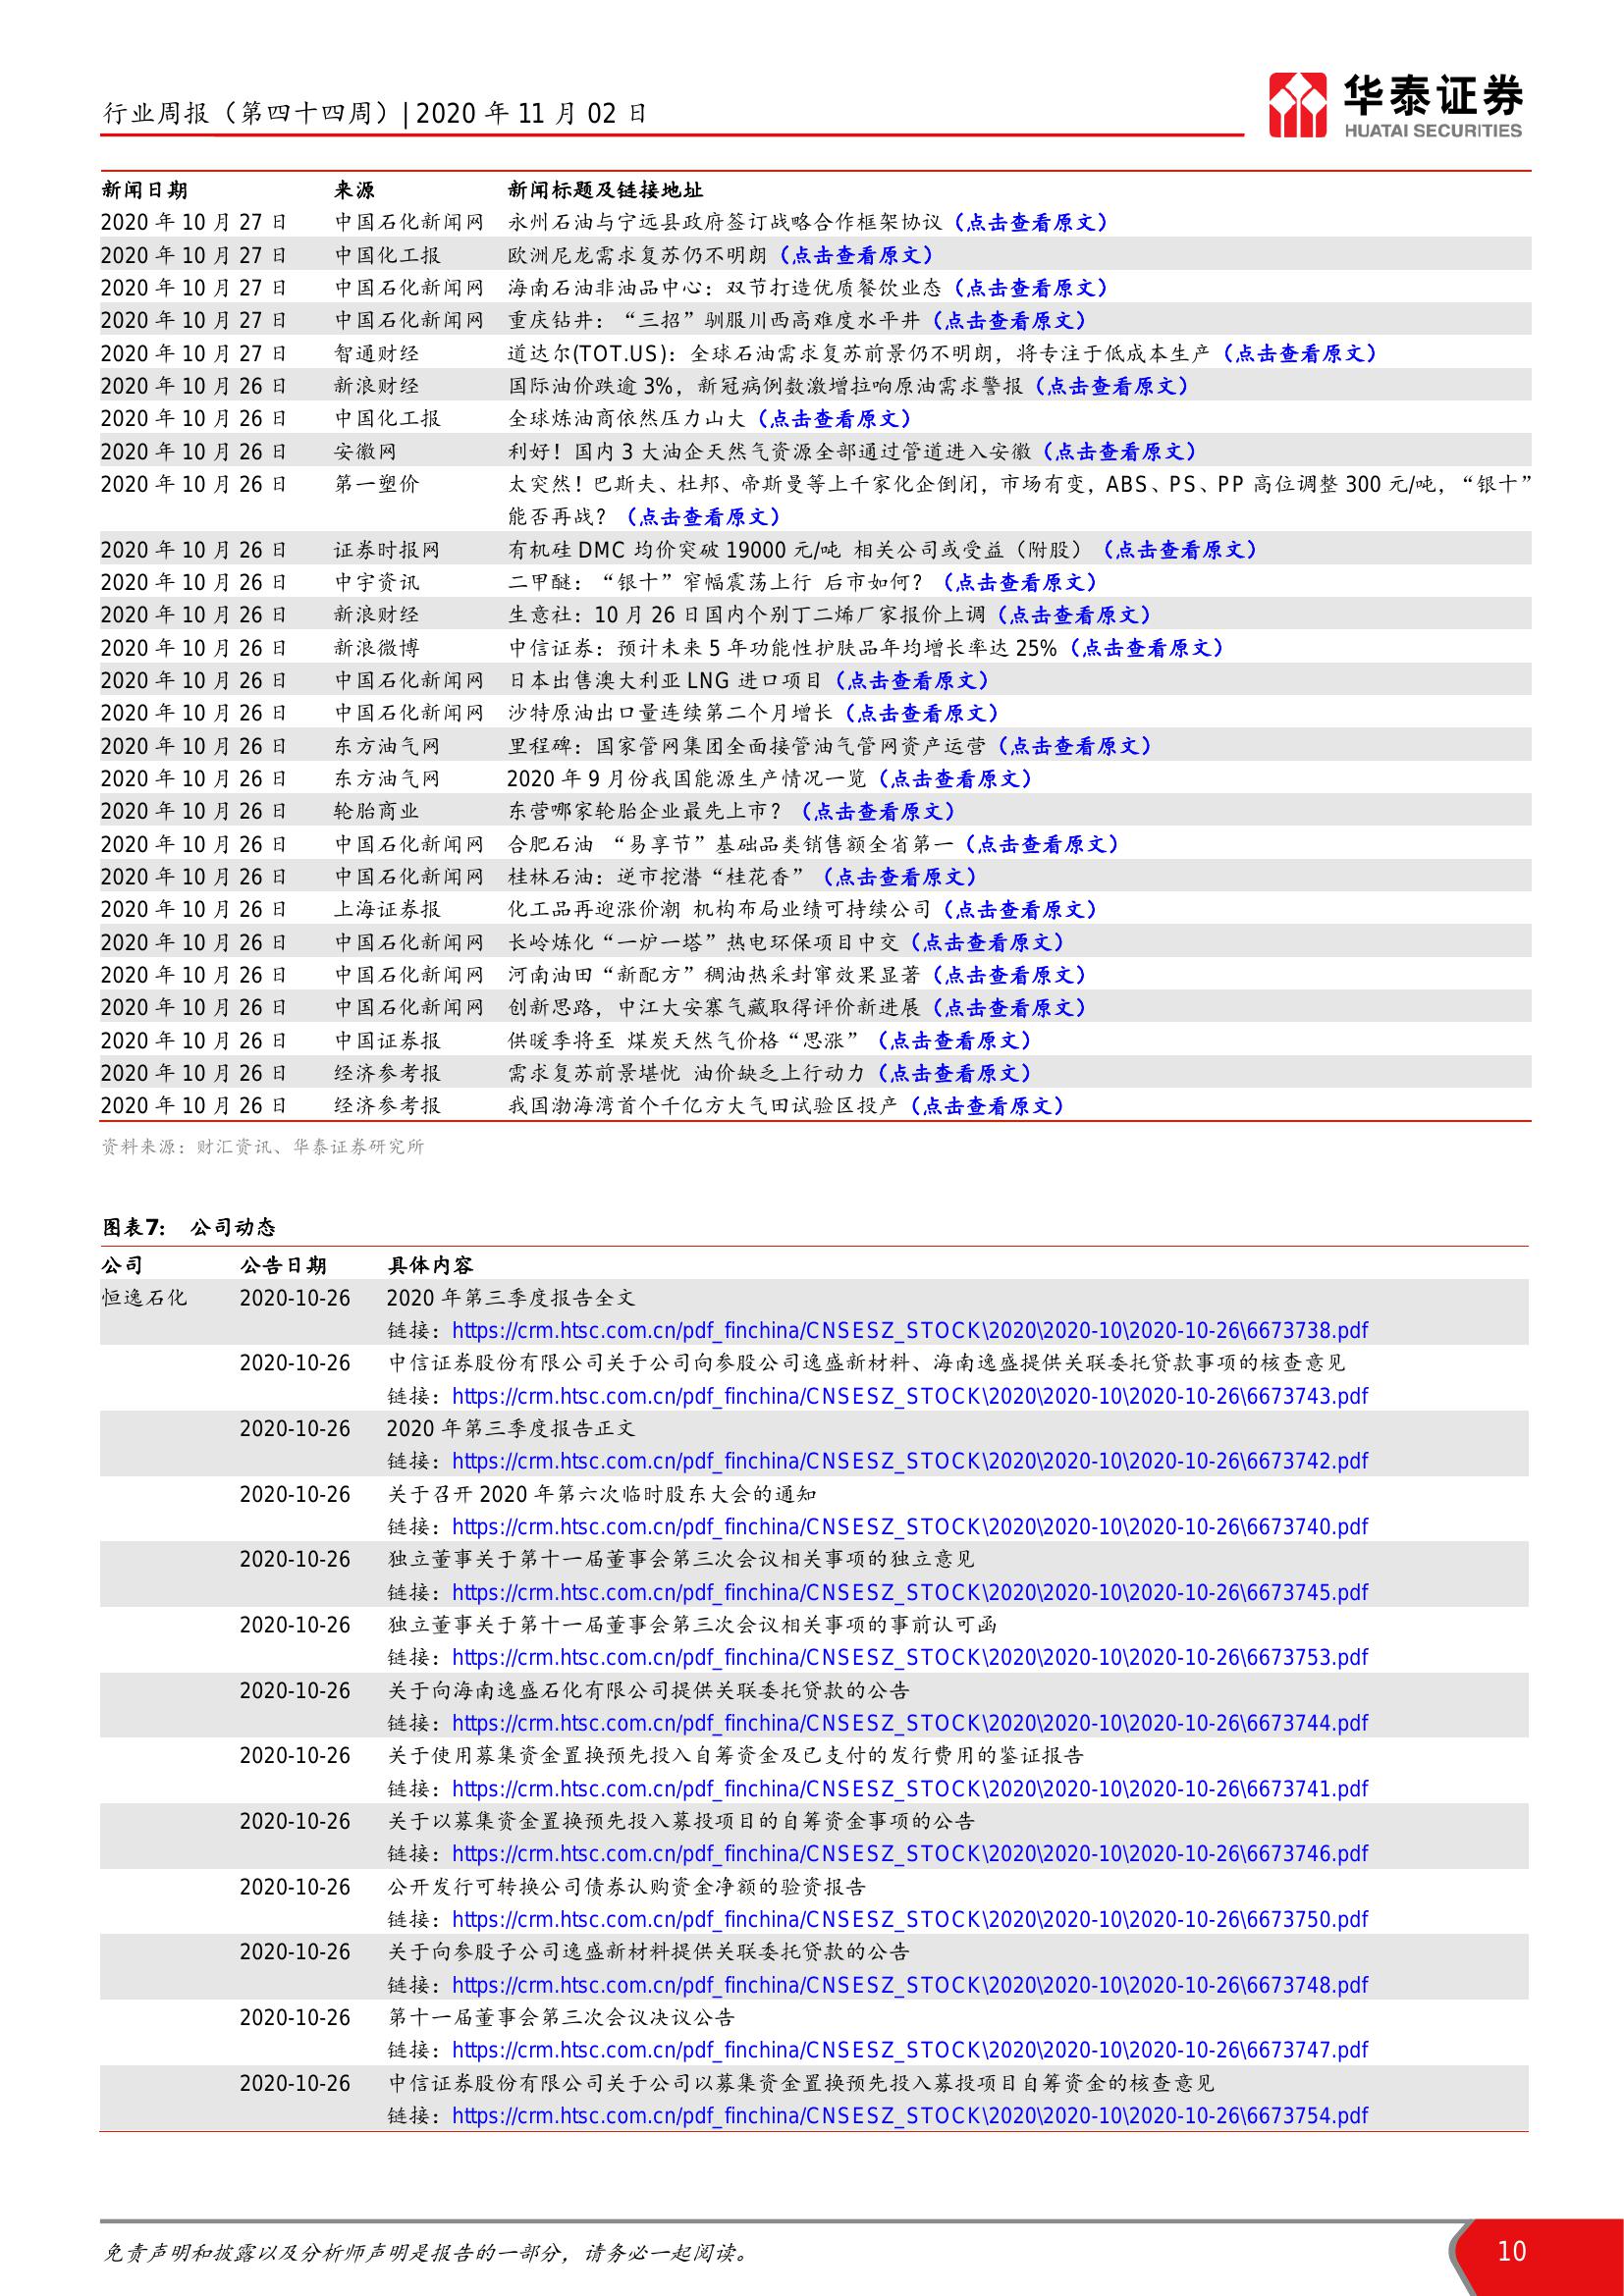 行业周报（第四十四周）| 2020 年 11 月 02 日
华泰证券
HUATAI SECURITIES
新闻日期 来源 新闻标题及链接地址
2020 年 10 月 27 日 中国石化新闻网 永州石油与宁远县政府签订战略合作框架协议（点击查看原文）
2020 年 10 月 27 日 中国化工报 欧洲尼龙需求复苏仍不明朗（点击查看原文）
2020 年 10 月 27 日 中国石化新闻网 海南石油非油品中心：双节打造优质餐饮业态（点击查看原文）
2020 年 10 月 27 日 中国石化新闻网 重庆钻井：“三招”驯服川西高难度水平井（点击查看原文）
2020 年 10 月 27 日 智通财经 道达尔(TOT.US)：全球石油需求复苏前景仍不明朗，将专注于低成本生产（点击查看原文）
2020 年 10 月 26 日 新浪财经 国际油价跌逾 3%，新冠病例数激增拉响原油需求警报（点击查看原文）
2020 年 10 月 26 日 中国化工报 全球炼油商依然压力山大（点击查看原文）
2020 年 10 月 26 日 安徽网 利好！国内 3 大油企天然气资源全部通过管道进入安徽（点击查看原文）
2020 年 10 月 26 日 第一塑价 太突然！巴斯夫、杜邦、帝斯曼等上千家化企倒闭，市场有变，ABS、PS、PP 高位调整 300 元/吨，“银十”
能否再战？（点击查看原文）
2020 年 10 月 26 日 证券时报网 有机硅 DMC 均价突破 19000 元/吨 相关公司或受益（附股）（点击查看原文）
2020 年 10 月 26 日 中宇资讯 二甲醚：“银十”窄幅震荡上行 后市如何？（点击查看原文）
2020 年 10 月 26 日 新浪财经 生意社：10 月 26 日国内个别丁二烯厂家报价上调（点击查看原文）
2020 年 10 月 26 日 新浪微博 中信证券：预计未来 5 年功能性护肤品年均增长率达 25%（点击查看原文）
2020 年 10 月 26 日 中国石化新闻网 日本出售澳大利亚 LNG 进口项目（点击查看原文）
2020 年 10 月 26 日 中国石化新闻网 沙特原油出口量连续第二个月增长（点击查看原文）
2020 年 10 月 26 日 东方油气网 里程碑：国家管网集团全面接管油气管网资产运营（点击查看原文）
2020 年 10 月 26 日 东方油气网 2020 年 9 月份我国能源生产情况一览（点击查看原文）
2020 年 10 月 26 日 轮胎商业 东营哪家轮胎企业最先上市？（点击查看原文）
2020 年 10 月 26 日 中国石化新闻网 合肥石油 “易享节”基础品类销售额全省第一（点击查看原文）
2020 年 10 月 26 日 中国石化新闻网 桂林石油：逆市挖潜“桂花香”（点击查看原文）
2020 年 10 月 26 日 上海证券报 化工品再迎涨价潮 机构布局业绩可持续公司（点击查看原文）
2020 年 10 月 26 日 中国石化新闻网 长岭炼化“一炉一塔”热电环保项目中交（点击查看原文）
2020 年 10 月 26 日 中国石化新闻网 河南油田“新配方”稠油热采封窜效果显著（点击查看原文）
2020 年 10 月 26 日 中国石化新闻网 创新思路，中江大安寨气藏取得评价新进展（点击查看原文）
2020 年 10 月 26 日 中国证券报 供暖季将至 煤炭天然气价格“思涨”（点击查看原文）
2020 年 10 月 26 日 经济参考报 需求复苏前景堪忧 油价缺乏上行动力（点击查看原文）
2020 年 10 月 26 日 经济参考报 我国渤海湾首个千亿方大气田试验区投产（点击查看原文）
资料来源：财汇资讯、华泰证券研究所
图表7： 公司动态
公司 公告日期 具体内容
恒逸石化 2020-10-26 2020 年第三季度报告全文
链接：https://crm.htsc.com.cn/pdf_finchina/CNSESZ_STOCK\2020\2020-10\2020-10-26\6673738.pdf
2020-10-26 中信证券股份有限公司关于公司向参股公司逸盛新材料、海南逸盛提供关联委托贷款事项的核查意见
链接：https://crm.htsc.com.cn/pdf_finchina/CNSESZ_STOCK\2020\2020-10\2020-10-26\6673743.pdf
2020-10-26 2020 年第三季度报告正文
链接：https://crm.htsc.com.cn/pdf_finchina/CNSESZ_STOCK\2020\2020-10\2020-10-26\6673742.pdf
2020-10-26 关于召开 2020 年第六次临时股东大会的通知
链接：https://crm.htsc.com.cn/pdf_finchina/CNSESZ_STOCK\2020\2020-10\2020-10-26\6673740.pdf
2020-10-26 独立董事关于第十一届董事会第三次会议相关事项的独立意见
链接：https://crm.htsc.com.cn/pdf_finchina/CNSESZ_STOCK\2020\2020-10\2020-10-26\6673745.pdf
2020-10-26 独立董事关于第十一届董事会第三次会议相关事项的事前认可函
链接：https://crm.htsc.com.cn/pdf_finchina/CNSESZ_STOCK\2020\2020-10\2020-10-26\6673753.pdf
2020-10-26 关于向海南逸盛石化有限公司提供关联委托贷款的公告
链接：https://crm.htsc.com.cn/pdf_finchina/CNSESZ_STOCK\2020\2020-10\2020-10-26\6673744.pdf
2020-10-26 关于使用募集资金置换预先投入自筹资金及已支付的发行费用的鉴证报告
链接：https://crm.htsc.com.cn/pdf_finchina/CNSESZ_STOCK\2020\2020-10\2020-10-26\6673741.pdf
2020-10-26 关于以募集资金置换预先投入募投项目的自筹资金事项的公告
链接：https://crm.htsc.com.cn/pdf_finchina/CNSESZ_STOCK\2020\2020-10\2020-10-26\6673746.pdf
2020-10-26 公开发行可转换公司债券认购资金净额的验资报告
链接：https://crm.htsc.com.cn/pdf_finchina/CNSESZ_STOCK\2020\2020-10\2020-10-26\6673750.pdf
2020-10-26 关于向参股子公司逸盛新材料提供关联委托贷款的公告
链接：https://crm.htsc.com.cn/pdf_finchina/CNSESZ_STOCK\2020\2020-10\2020-10-26\6673748.pdf
2020-10-26 第十一届董事会第三次会议决议公告
链接：https://crm.htsc.com.cn/pdf_finchina/CNSESZ_STOCK\2020\2020-10\2020-10-26\6673747.pdf
2020-10-26 中信证券股份有限公司关于公司以募集资金置换预先投入募投项目自筹资金的核查意见
链接：https://crm.htsc.com.cn/pdf_finchina/CNSESZ_STOCK\2020\2020-10\2020-10-26\6673754.pdf
免责声明和披露以及分析师声明是报告的一部分，请务必一起阅读。 10